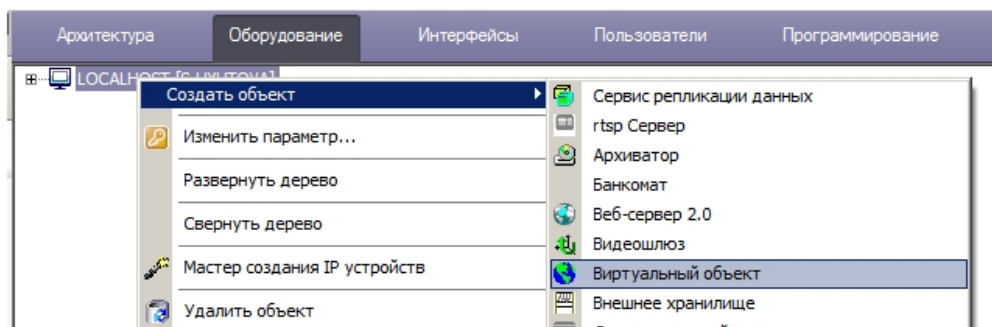 Архитектура Оборудование Интерфейсы Пользователи Программирование
LOCALHOST
Создать объект
Изменить параметр...
Развернуть дерево
Свернуть дерево
Мастер создания IP устройств
Удалить объект
Сервис репликации данных
rtsp Сервер
Архиватор
Банкомат
Веб-сервер 2.0
Видеошлюз
Виртуальный объект
Внешнее хранилище